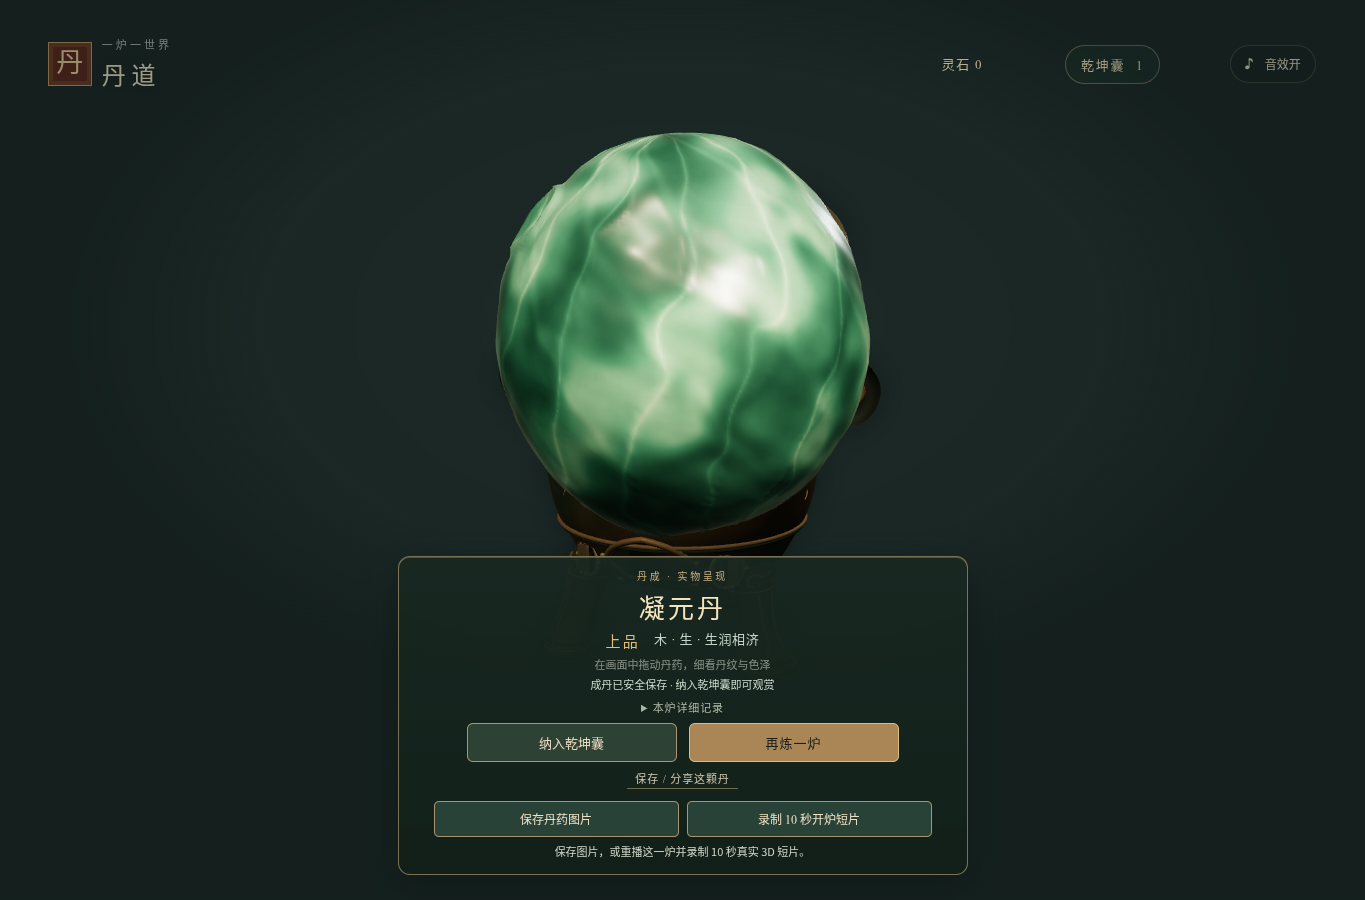 丹
一炉一世界
丹道
灵石 0
乾坤囊 1
音效开
丹成 · 实物呈现
凝元丹
上品 木 · 生 · 生润相济
在画面中拖动丹药，细看丹纹与色泽
成丹已安全保存 · 纳入乾坤囊即可观赏
本炉详细记录
纳入乾坤囊
再炼一炉
保存 / 分享这颗丹
保存丹药图片
录制 10 秒开炉短片
保存图片，或重播这一炉并录制 10 秒真实 3D 短片。